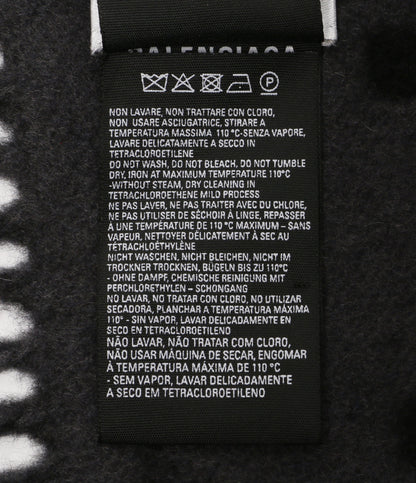 BALENCIAGA
P
NON LAVARE, NON TRATTARE CON CLORO,
NON USARE ASCIUGATRICE, STIRARE A
TEMPERATURA MASSIMA 110 °C-SENZA VAPORE,
LAVARE DELICATAMENTE A SECCO IN
TETRACLOROETILENE
DO NOT WASH, DO NOT BLEACH, DO NOT TUMBLE
DRY, IRON AT MAXIMUM TEMPERATURE 110°C
-WITHOUT STEAM, DRY CLEANING IN
TETRACHLOROETHENE MILD PROCESS
NE PAS LAVER, NE PAS TRAITER AVEC DU CHLORE,
NE PAS UTILISER DE SÉCHOIR À LINGE, REPASSER
A UNE TEMPÉRATURE DE 110 °C MAXIMUM – SANS
VAPEUR, NETTOYER DÉLICATEMENT À SEC AU
TÉTRACHLOÉTHYLÈNE
NICHT WASCHEN, NICHT BLEICHEN, NICHT IM
TROCKNER TROCKNEN, BÜGELN BIS ZU 110°C
- OHNE DAMPF, CHEMISCHE REINIGUNG MIT
PERCHLORETHYLEN – SCHONGANG
NO LAVAR, NO TRATAR CON CLORO, NO UTILIZAR
SECADORA, PLANCHAR A TEMPERATURA MÁXIMA
110° - SIN VAPOR, LAVAR DELICADAMENTE EN
SECO EN TETRACLOROETILENO
NÃO LAVAR, NÃO TRATAR COM CLORO,
NÃO USAR MÁQUINA DE SECAR, ENGOMAR
À TEMPERATURA MÁXIMA DE 110 °C
- SEM VAPOR, LAVAR DELICADAMENTE
A SECO EM TETRACLOROETILENO